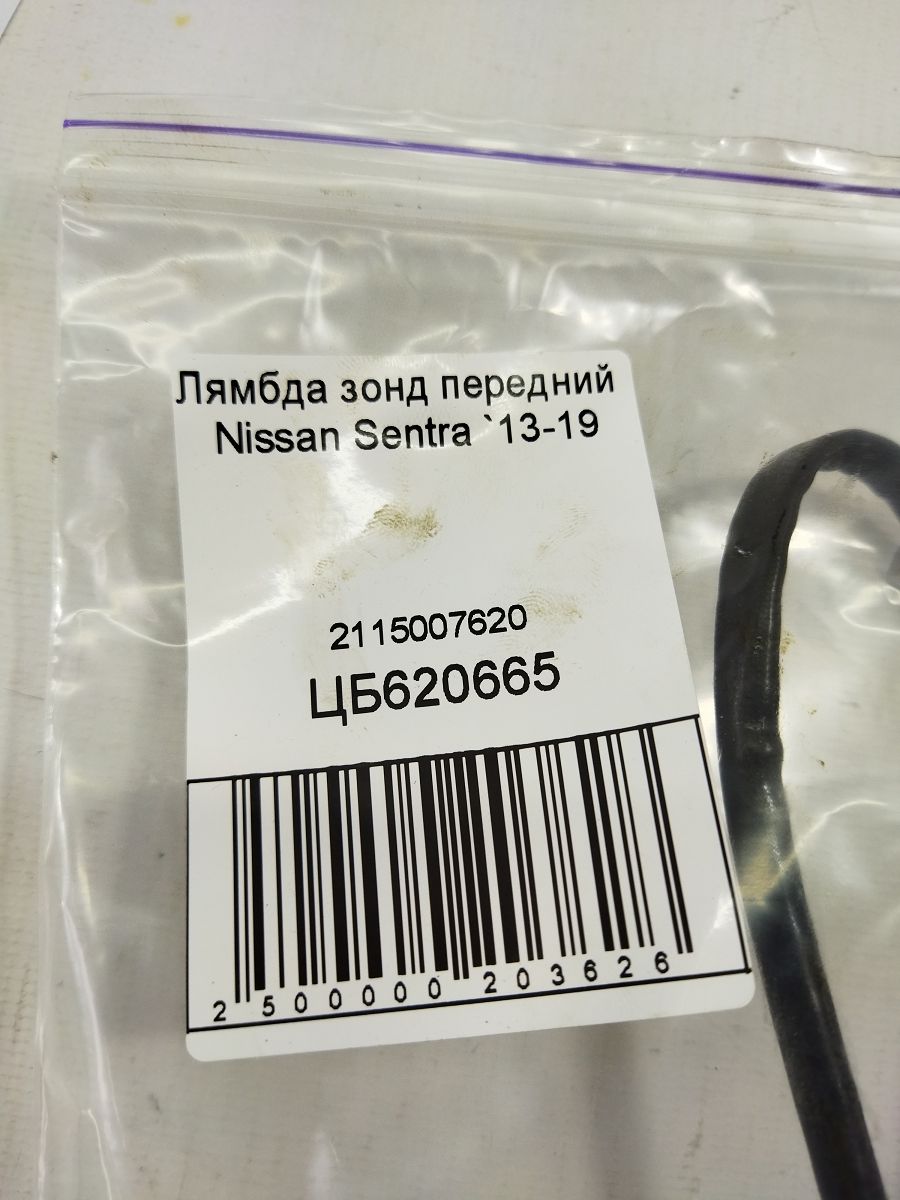 Лямбда зонд передний
Nissan Sentra `13-19
2115007620
ЦБ620665
2 500000 203626